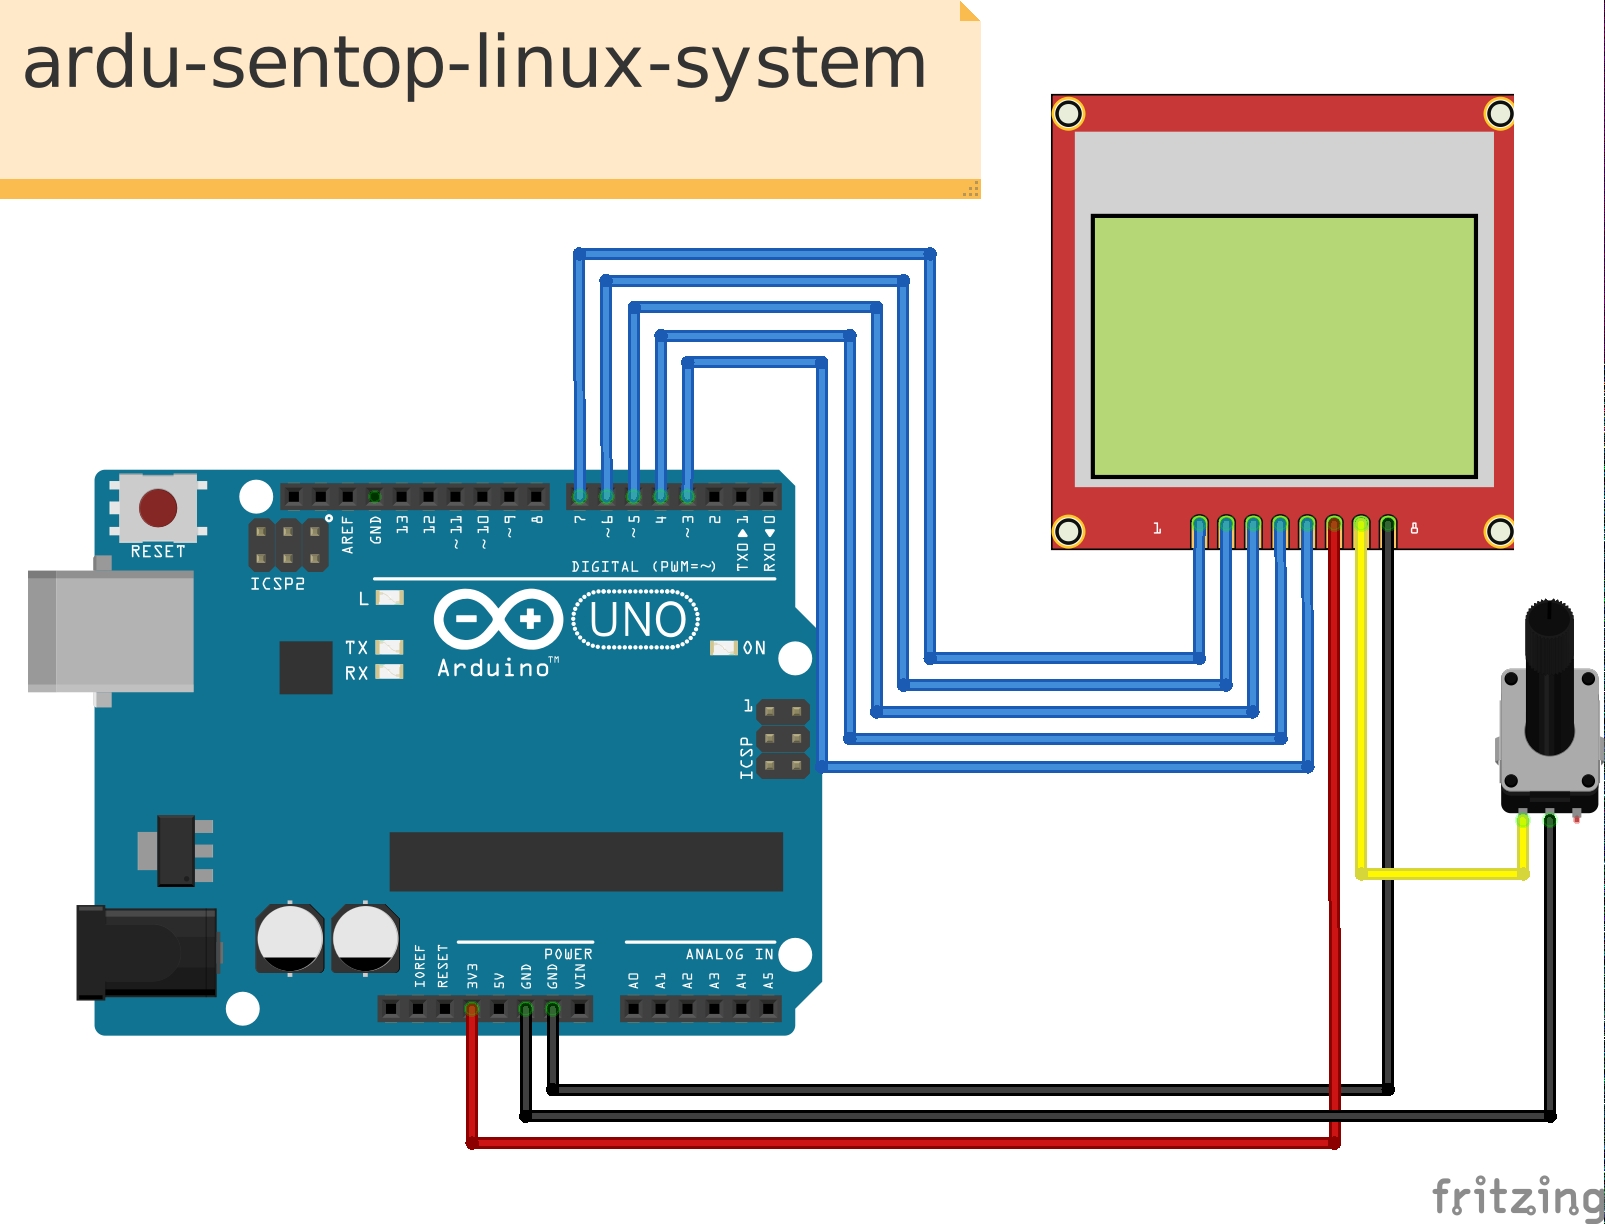 ardu-sentop-linux-system
1
8
RESET
ICSP2
AREF
GND
13
12
~11
~10
~9
8
7
~6
~5
4
~3
2
TXO▶1
RXO◀0
DIGITAL (PWM=~)
L
TX
RX
Arduino™
UNO
ON
1
ICSP
IOREF
RESET
3V3
5V
GND
GND
VIN
POWER
ANALOG IN
A0
A1
A2
A3
A4
A5
fritzing